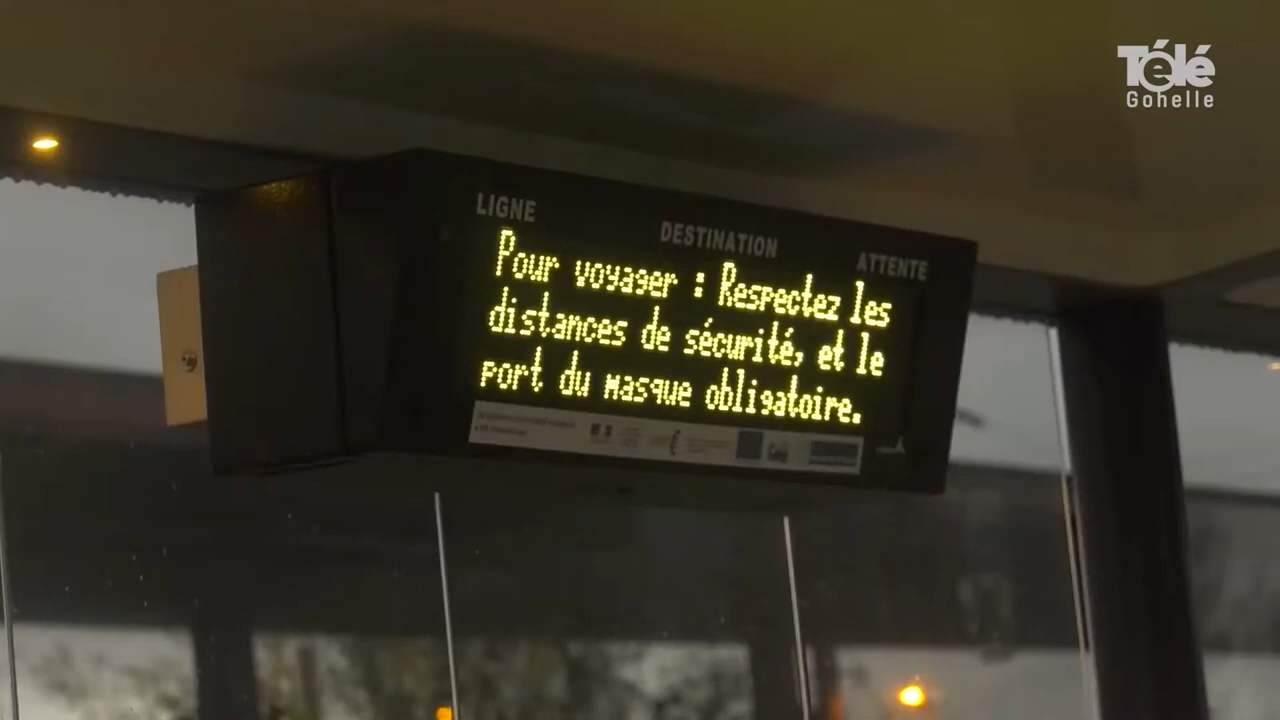 Télé
Gohelle
LIGNE DESTINATION ATTENTE
Pour voyager : Respectez les
distances de sécurité, et le
port du masque obligatoire.